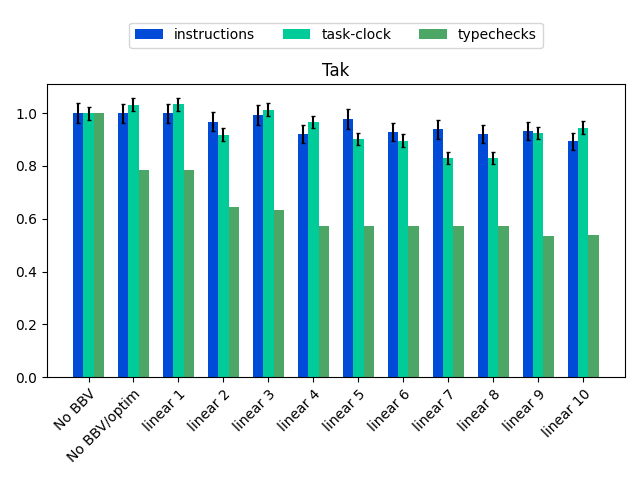 instructions task-clock typechecks
Tak
1.0
0.8
0.6
0.4
0.2
0.0
No BBV
No BBV/optim
linear 1
linear 2
linear 3
linear 4
linear 5
linear 6
linear 7
linear 8
linear 9
linear 10